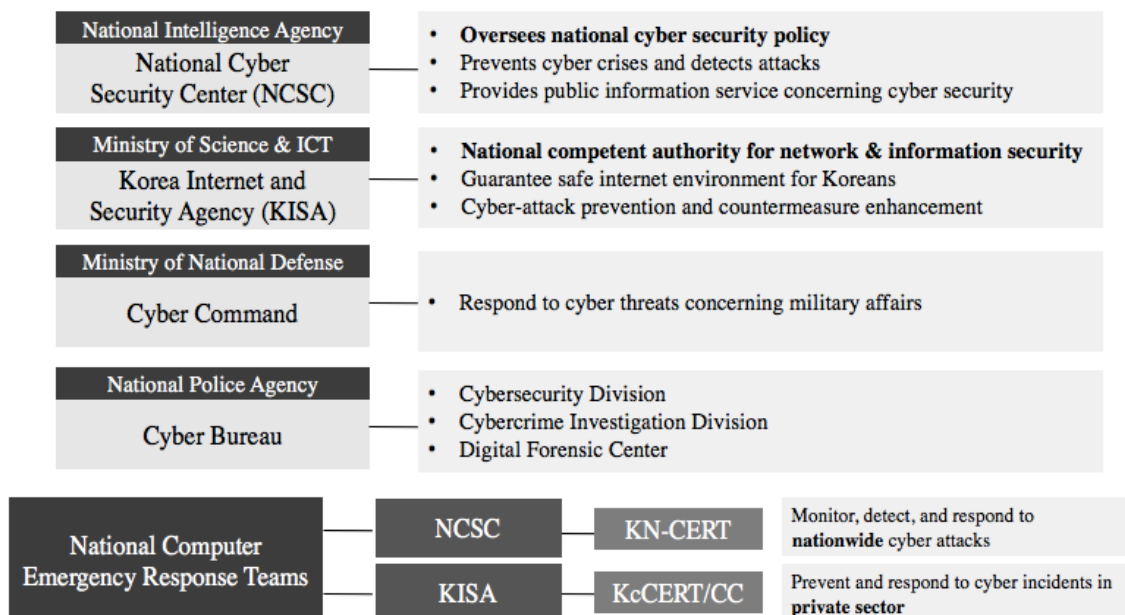 National Intelligence Agency
National Cyber
Security Center (NCSC)
• Oversees national cyber security policy
• Prevents cyber crises and detects attacks
• Provides public information service concerning cyber security
Ministry of Science & ICT
Korea Internet and
Security Agency (KISA)
• National competent authority for network & information security
• Guarantee safe internet environment for Koreans
• Cyber-attack prevention and countermeasure enhancement
Ministry of National Defense
Cyber Command
• Respond to cyber threats concerning military affairs
National Police Agency
Cyber Bureau
• Cybersecurity Division
• Cybercrime Investigation Division
• Digital Forensic Center
National Computer
Emergency Response Teams
NCSC
KN-CERT
Monitor, detect, and respond to
nationwide cyber attacks
KISA
KcCERT/CC
Prevent and respond to cyber incidents in
private sector